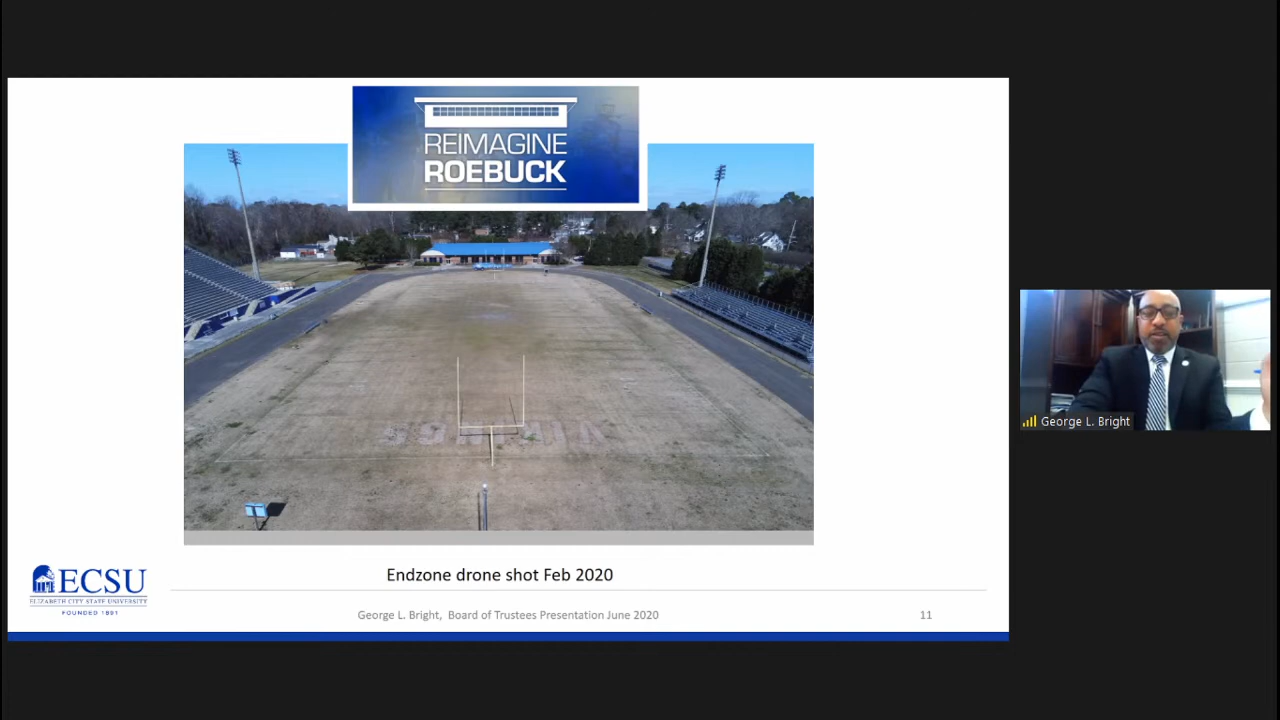 REIMAGINE
ROEBUCK
Endzone drone shot Feb 2020
ECSU
ELIZABETH CITY STATE UNIVERSITY
FOUNDED 1891
George L. Bright, Board of Trustees Presentation June 2020
11
George L. Bright